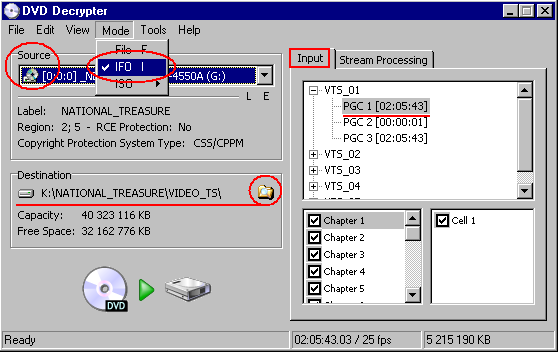 DVD Decrypter
File Edit View Mode Tools Help
File F
IFO I
ISO
Source
[0:0:0] _N 4550A (G:)
L E
Label: NATIONAL_TREASURE
Region: 2; 5 - RCE Protection: No
Copyright Protection System Type: CSS/CPPM
Destination
K:\NATIONAL_TREASURE\VIDEO_TS\
Capacity: 40 323 116 KB
Free Space: 32 162 776 KB
DVD
Input Stream Processing
VTS_01
PGC 1 [02:05:43]
PGC 2 [00:00:01]
PGC 3 [02:05:43]
VTS_02
VTS_03
VTS_04
Chapter 1
Chapter 2
Chapter 3
Chapter 4
Chapter 5
Cell 1
Ready
02:05:43.03 / 25 fps
5 215 190 KB